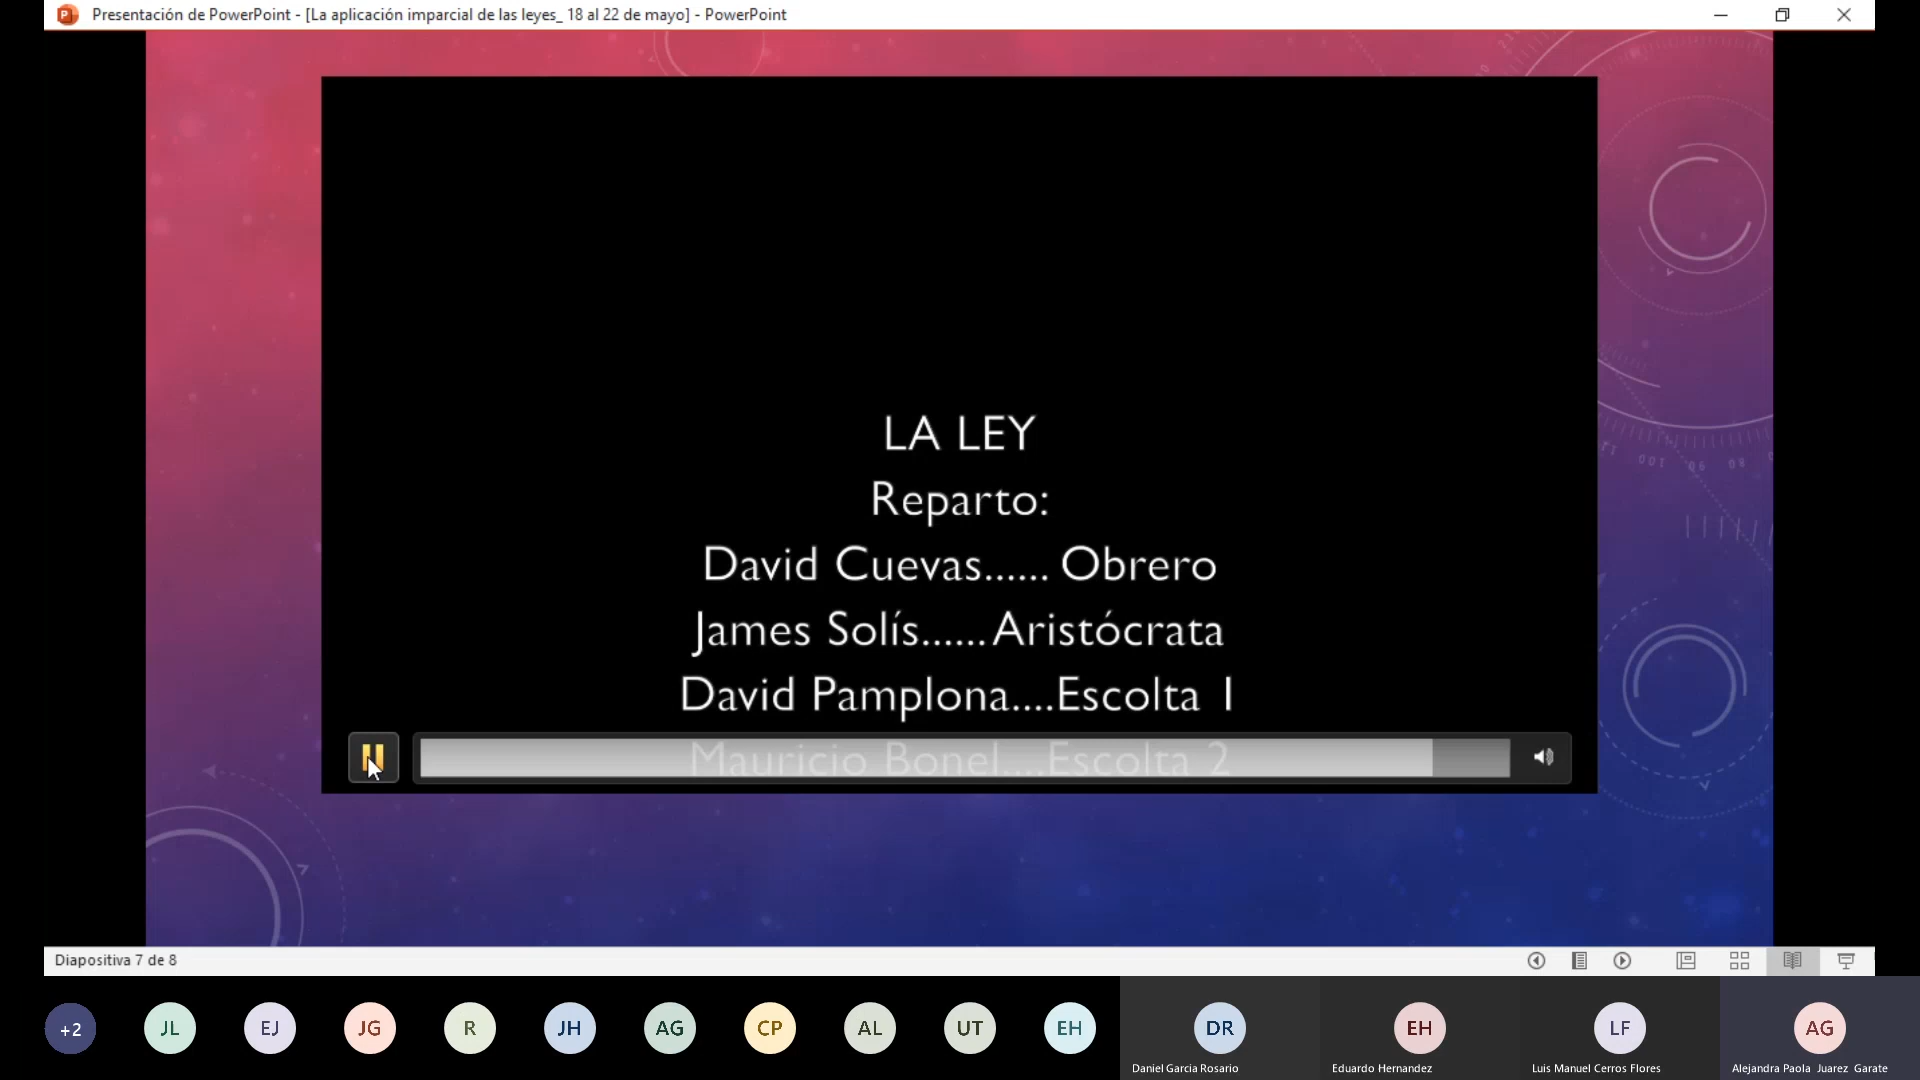 Presentación de PowerPoint - [La aplicación imparcial de las leyes_ 18 al 22 de mayo] - PowerPoint
LA LEY
Reparto:
David Cuevas...... Obrero
James Solís...... Aristócrata
David Pamplona....Escolta 1
Mauricio Bonel....Escolta 2
Diapositiva 7 de 8
+2
JL
EJ
JG
R
JH
AG
CP
AL
UT
EH
DR
EH
LF
AG
Daniel Garcia Rosario
Eduardo Hernandez
Luis Manuel Cerros Flores
Alejandra Paola Juarez Garate